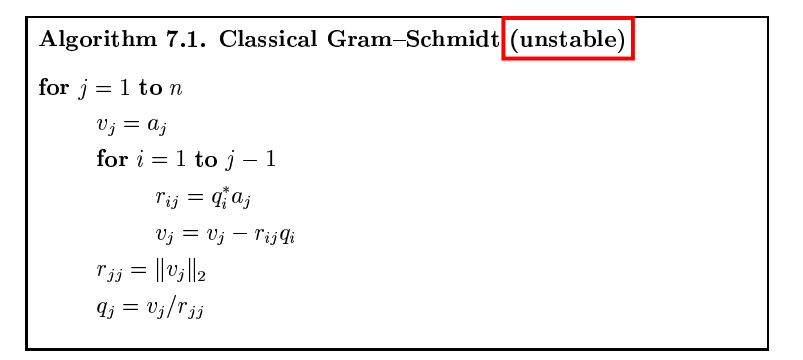 Algorithm 7.1. Classical Gram–Schmidt (unstable)
for j = 1 to n
v_j = a_j
for i = 1 to j − 1
r_{ij} = q_i^* a_j
v_j = v_j − r_{ij} q_i
r_{jj} = ‖v_j‖_2
q_j = v_j / r_{jj}